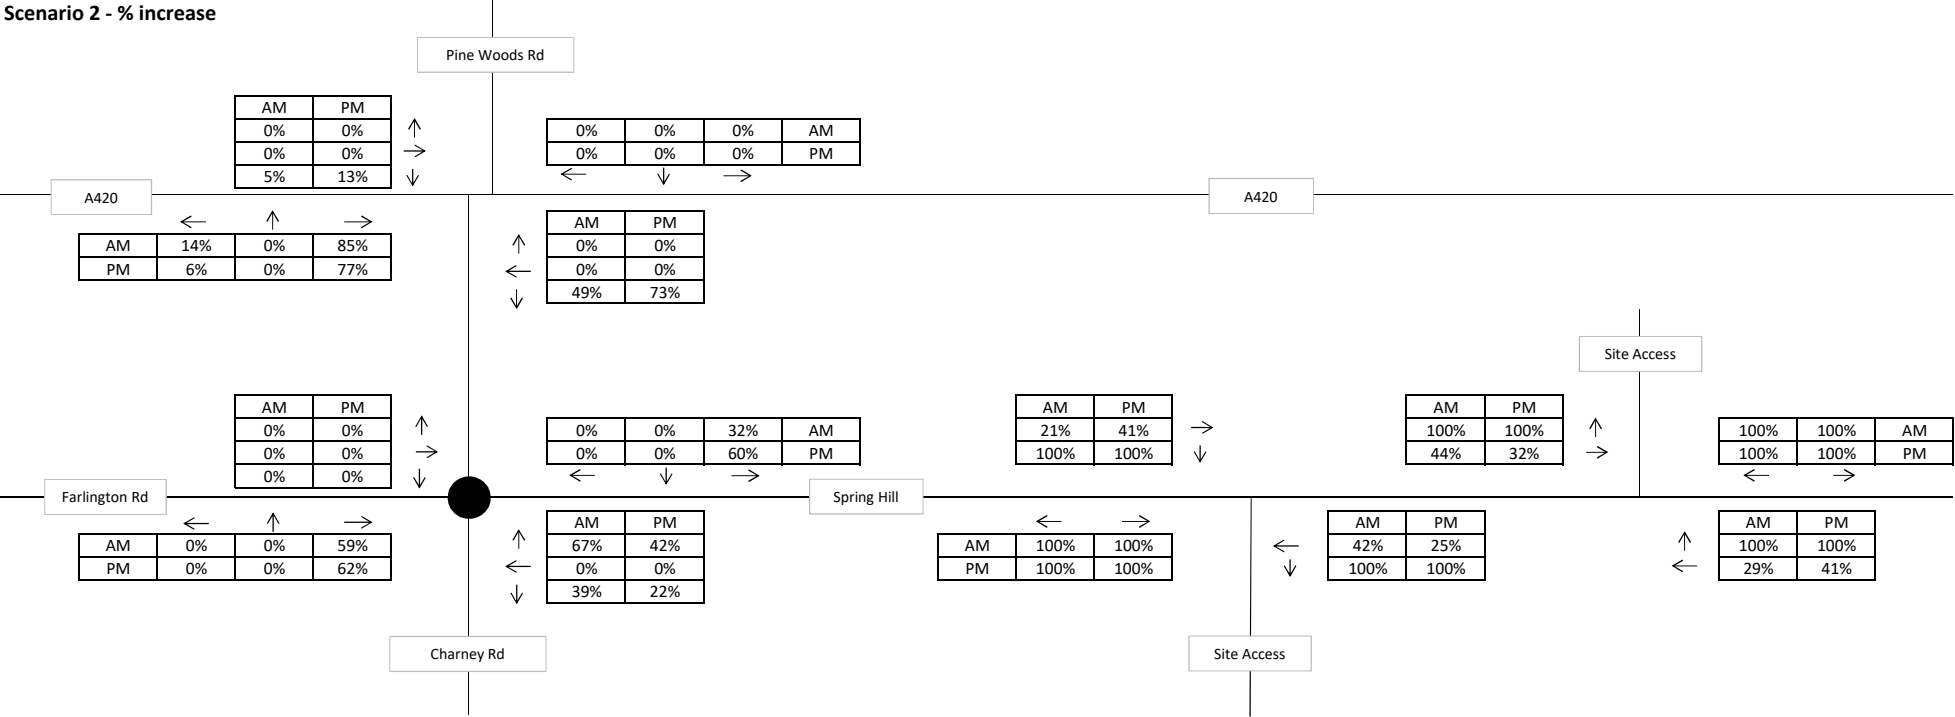 Scenario 2 - % increase
Pine Woods Rd
AM PM
0% 0% ↑
0% 0% →
5% 13% ↓
0% 0% 0% AM
0% 0% 0% PM
← ↓ →
A420
A420
← ↑ →
AM 14% 0% 85%
PM 6% 0% 77%
AM PM
↑ 0% 0%
← 0% 0%
↓ 49% 73%
Site Access
AM PM
0% 0% ↑
0% 0% →
0% 0% ↓
0% 0% 32% AM
0% 0% 60% PM
← ↓ →
AM PM
21% 41% →
100% 100% ↓
AM PM
100% 100% ↑
44% 32% →
100% 100% AM
100% 100% PM
← →
Farlington Rd
Spring Hill
← ↑ →
AM 0% 0% 59%
PM 0% 0% 62%
AM PM
↑ 67% 42%
← 0% 0%
↓ 39% 22%
← →
AM 100% 100%
PM 100% 100%
AM PM
← 42% 25%
↓ 100% 100%
AM PM
↑ 100% 100%
← 29% 41%
Charney Rd
Site Access